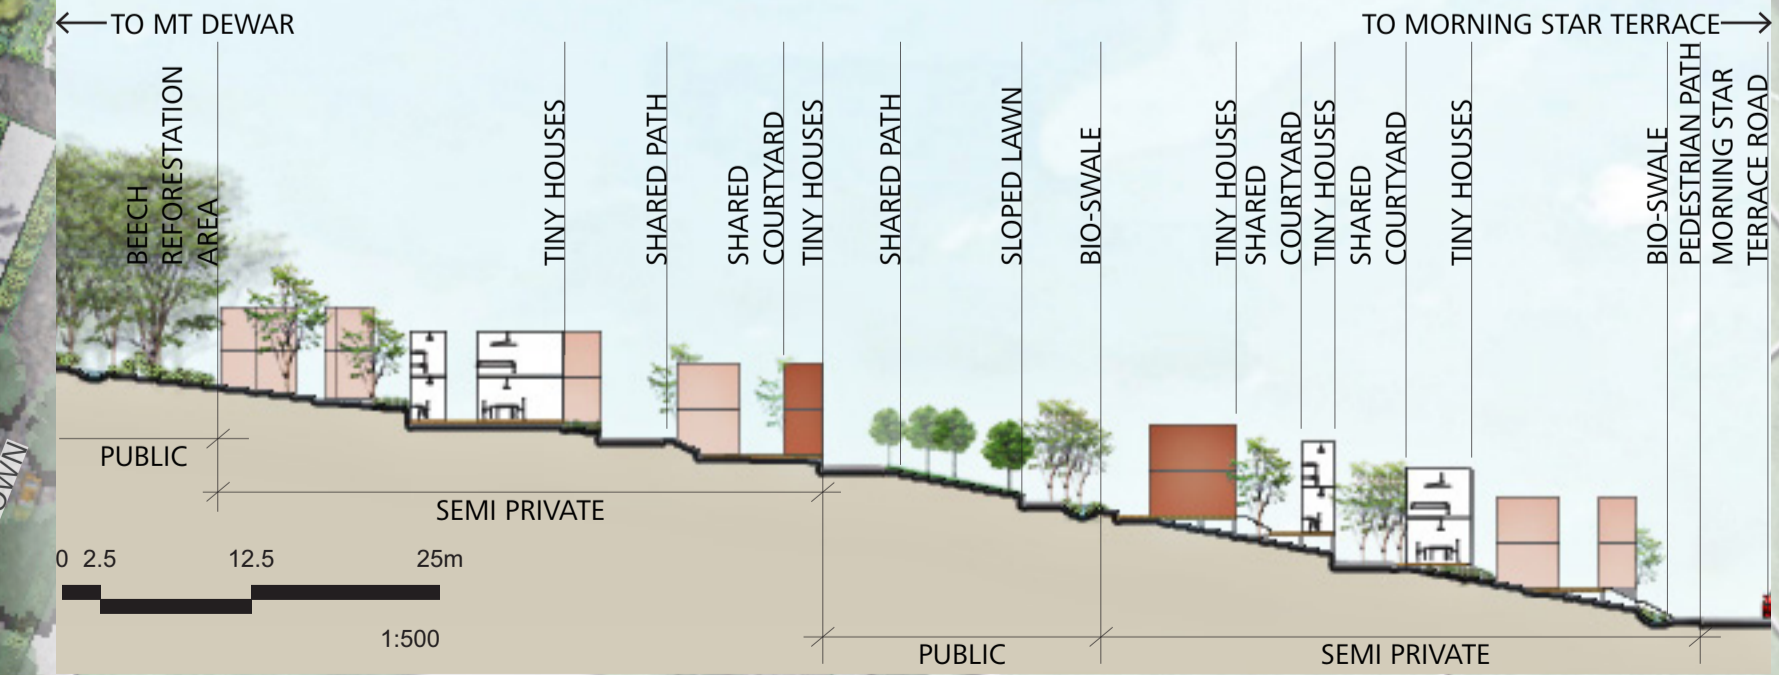 TO MT DEWAR
TO MORNING STAR TERRACE
BEECH
REFORESTATION
AREA
TINY HOUSES
SHARED PATH
SHARED
COURTYARD
TINY HOUSES
SHARED PATH
SLOPED LAWN
BIO-SWALE
TINY HOUSES
SHARED
COURTYARD
TINY HOUSES
SHARED
COURTYARD
TINY HOUSES
BIO-SWALE
PEDESTRIAN PATH
MORNING STAR
TERRACE ROAD
PUBLIC
SEMI PRIVATE
0 2.5 12.5 25m
1:500
PUBLIC
SEMI PRIVATE
OWN